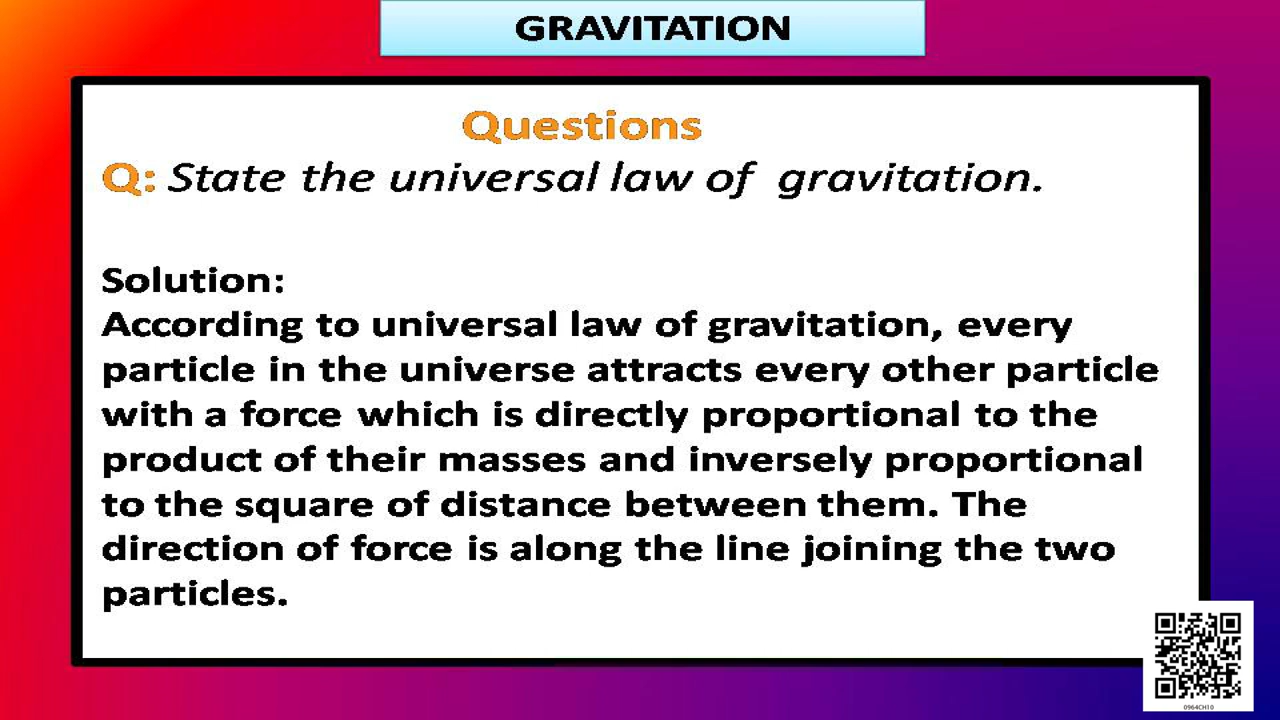 GRAVITATION
Questions
Q: State the universal law of gravitation.
Solution:
According to universal law of gravitation, every
particle in the universe attracts every other particle
with a force which is directly proportional to the
product of their masses and inversely proportional
to the square of distance between them. The
direction of force is along the line joining the two
particles.
0964CH10